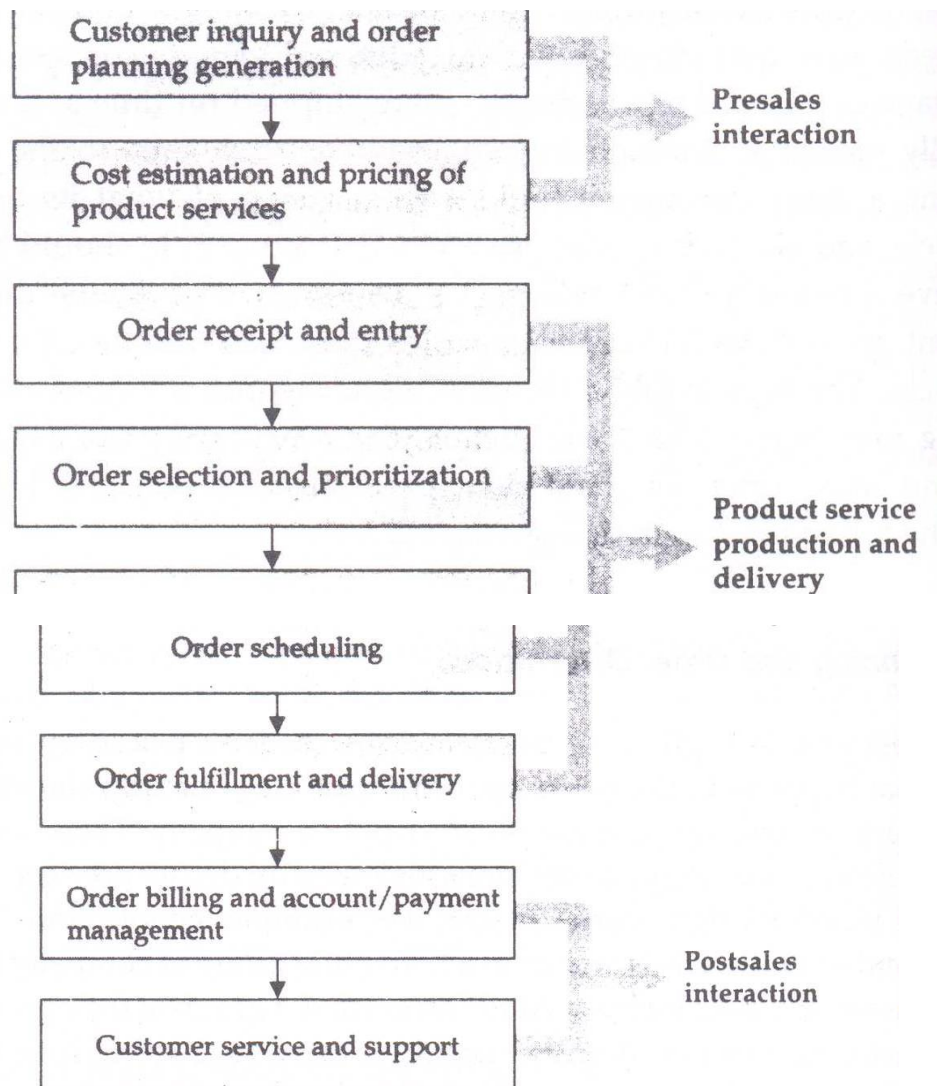 Customer inquiry and order
planning generation
Presales
interaction
Cost estimation and pricing of
product services
Order receipt and entry
Order selection and prioritization
Product service
production and
delivery
Order scheduling
Order fulfillment and delivery
Order billing and account/payment
management
Postsales
interaction
Customer service and support